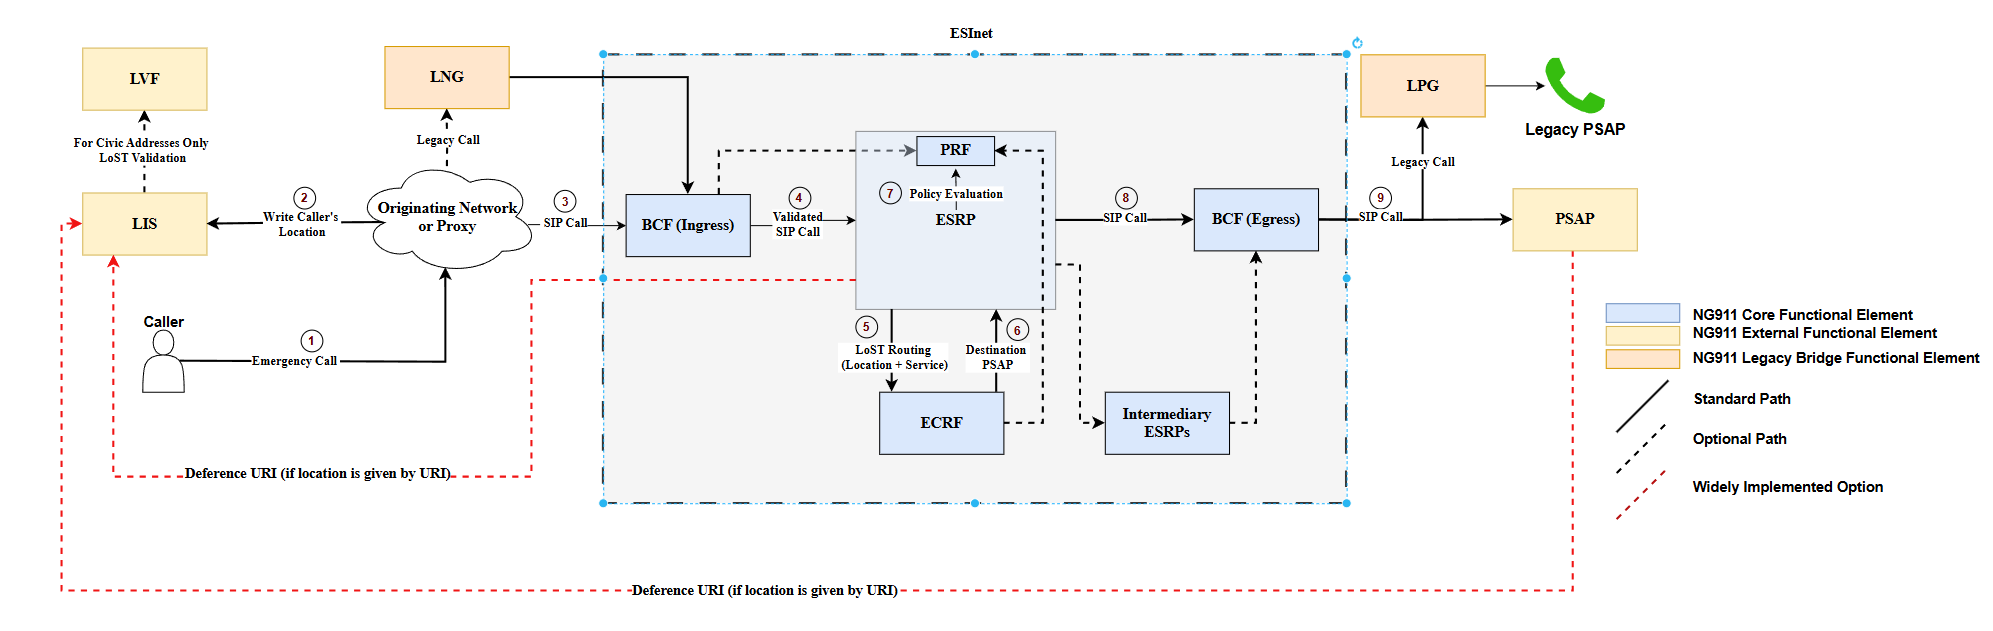 ESInet
LVF
LNG
LPG
Legacy PSAP
For Civic Addresses Only
LoST Validation
Legacy Call
PRF
Legacy Call
LIS
2
Write Caller's
Location
Originating Network
or Proxy
3
SIP Call
BCF (Ingress)
4
Validated
SIP Call
7
Policy Evaluation
ESRP
8
SIP Call
BCF (Egress)
9
SIP Call
PSAP
Caller
1
Emergency Call
5
LoST Routing
(Location + Service)
6
Destination
PSAP
ECRF
Intermediary
ESRPs
Deference URI (if location is given by URI)
Deference URI (if location is given by URI)
NG911 Core Functional Element
NG911 External Functional Element
NG911 Legacy Bridge Functional Element
Standard Path
Optional Path
Widely Implemented Option